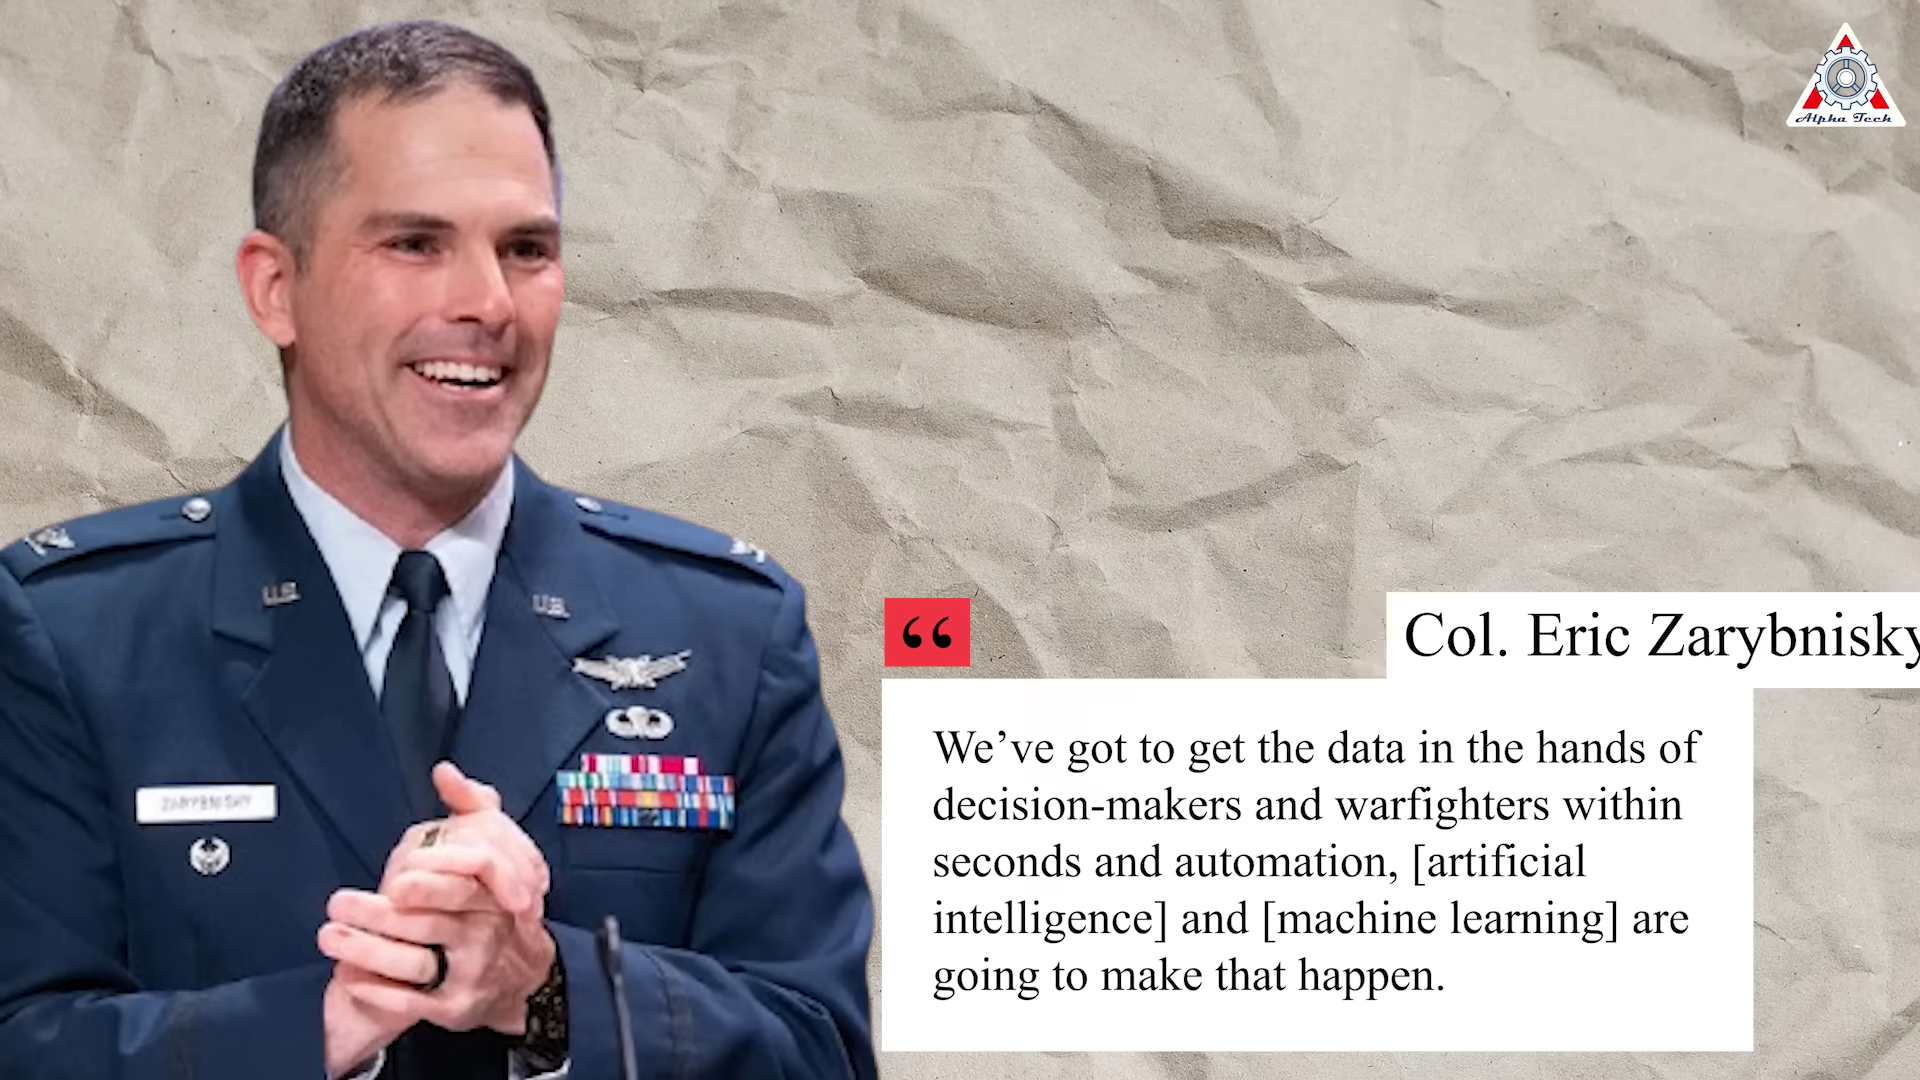 Alpha Tech
U.S.
U.S.
ZARYBNISKY
“
Col. Eric Zarybnisky
We’ve got to get the data in the hands of
decision-makers and warfighters within
seconds and automation, [artificial
intelligence] and [machine learning] are
going to make that happen.